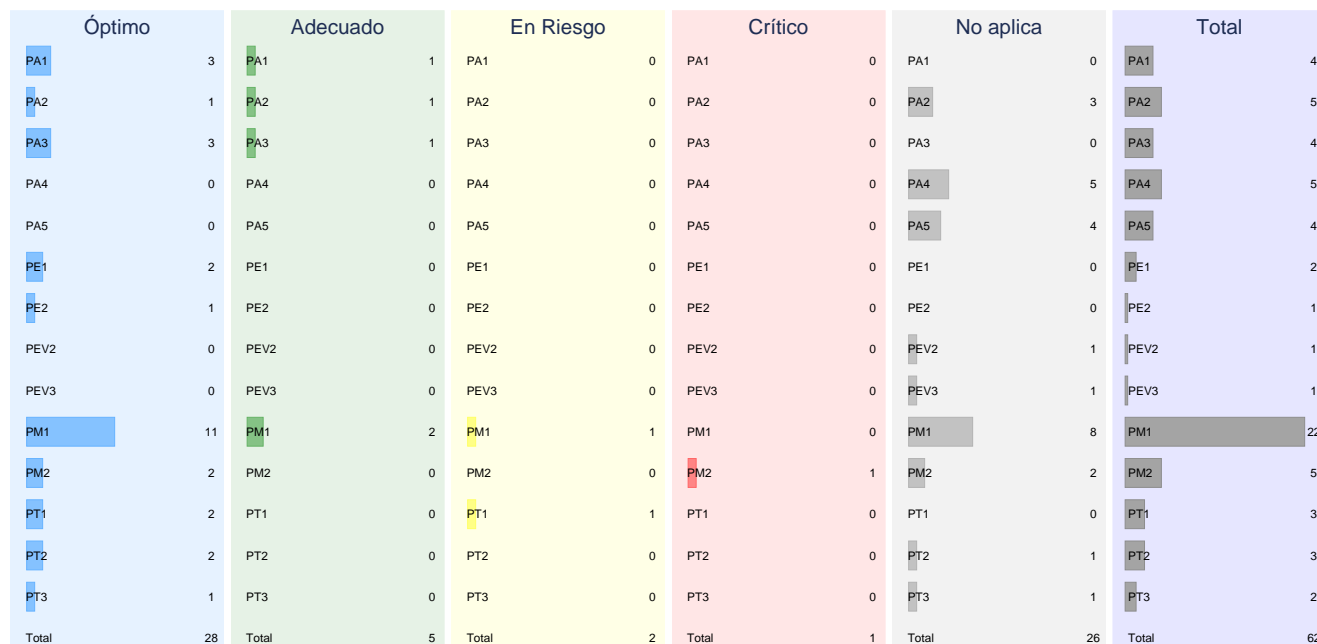 Óptimo Adecuado En Riesgo Crítico No aplica Total
PA1 3 PA1 1 PA1 0 PA1 0 PA1 0 PA1 4
PA2 1 PA2 1 PA2 0 PA2 0 PA2 3 PA2 5
PA3 3 PA3 1 PA3 0 PA3 0 PA3 0 PA3 4
PA4 0 PA4 0 PA4 0 PA4 0 PA4 5 PA4 5
PA5 0 PA5 0 PA5 0 PA5 0 PA5 4 PA5 4
PE1 2 PE1 0 PE1 0 PE1 0 PE1 0 PE1 2
PE2 1 PE2 0 PE2 0 PE2 0 PE2 0 PE2 1
PEV2 0 PEV2 0 PEV2 0 PEV2 0 PEV2 1 PEV2 1
PEV3 0 PEV3 0 PEV3 0 PEV3 0 PEV3 1 PEV3 1
PM1 11 PM1 2 PM1 1 PM1 0 PM1 8 PM1 22
PM2 2 PM2 0 PM2 0 PM2 1 PM2 2 PM2 5
PT1 2 PT1 0 PT1 1 PT1 0 PT1 0 PT1 3
PT2 2 PT2 0 PT2 0 PT2 0 PT2 1 PT2 3
PT3 1 PT3 0 PT3 0 PT3 0 PT3 1 PT3 2
Total 28 Total 5 Total 2 Total 1 Total 26 Total 62